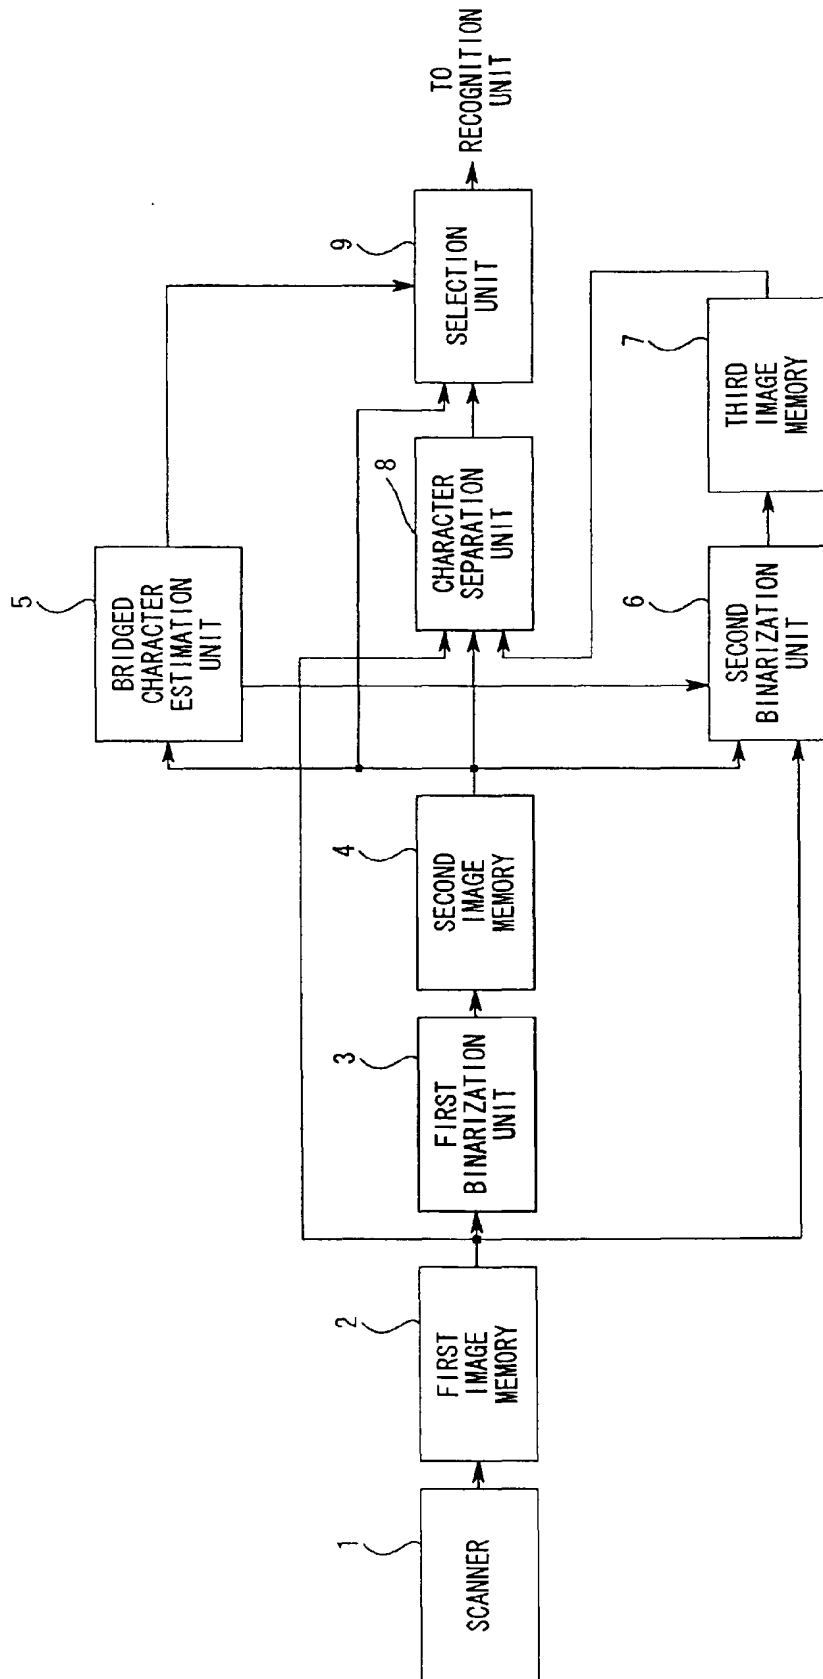 1
SCANNER
2
FIRST
IMAGE
MEMORY
3
FIRST
BINARIZATION
UNIT
4
SECOND
IMAGE
MEMORY
5
BRIDGED
CHARACTER
ESTIMATION
UNIT
6
SECOND
BINARIZATION
UNIT
7
THIRD
IMAGE
MEMORY
8
CHARACTER
SEPARATION
UNIT
9
SELECTION
UNIT
TO
RECOGNITION
UNIT